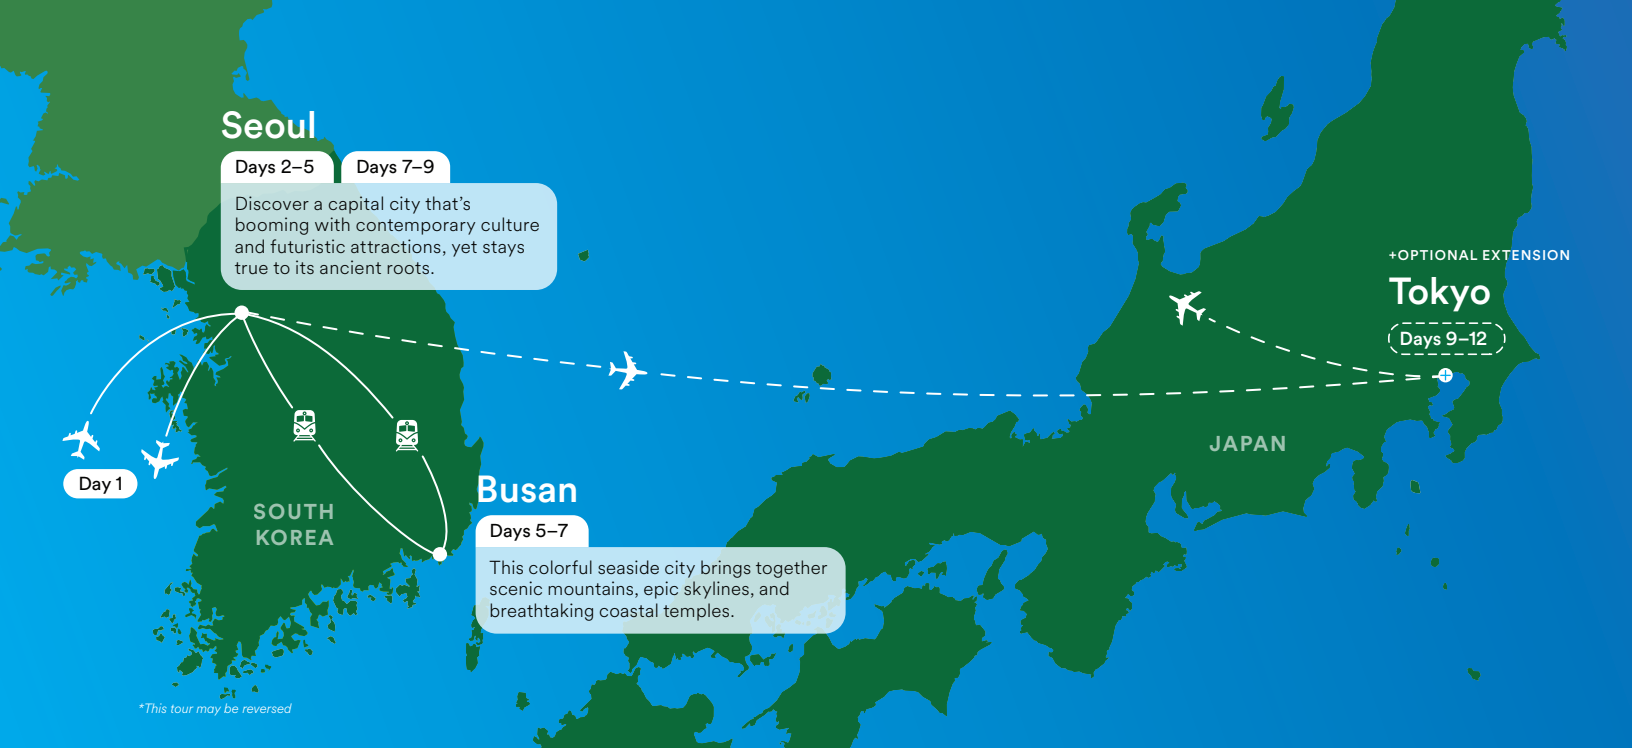 Seoul
Days 2–5
Days 7–9
Discover a capital city that’s
booming with contemporary culture
and futuristic attractions, yet stays
true to its ancient roots.
+OPTIONAL EXTENSION
Tokyo
Days 9–12
JAPAN
Day 1
SOUTH
KOREA
Busan
Days 5–7
This colorful seaside city brings together
scenic mountains, epic skylines, and
breathtaking coastal temples.
*This tour may be reversed